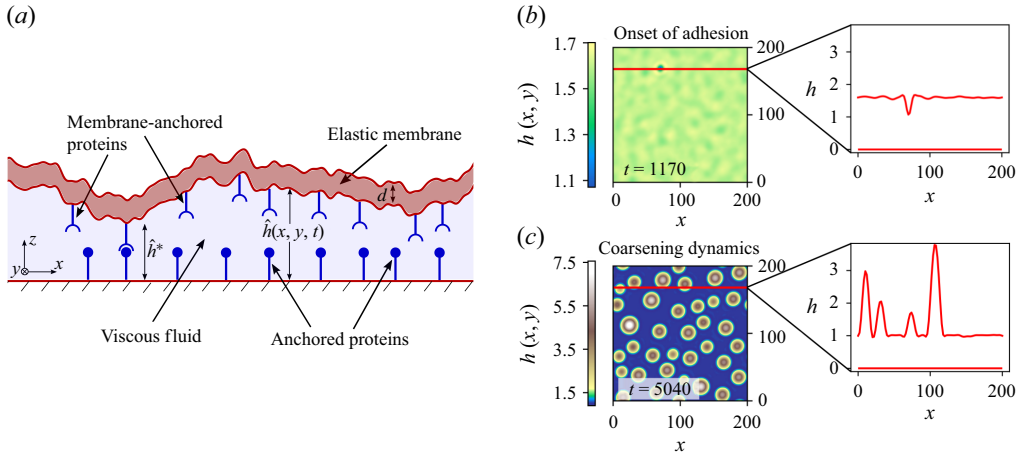 (a)
Membrane-anchored
proteins
Elastic membrane
d
ĥ(x, y, t)
ĥ*
z
y
x
Viscous fluid
Anchored proteins
(b)
Onset of adhesion
1.7
1.5
1.3
1.1
h (x, y)
t = 1170
200
100
0
0
100
200
x
3
2
1
0
h
0
100
200
x
(c)
Coarsening dynamics
7.5
5.5
3.5
1.5
h (x, y)
t = 5040
200
100
0
0
100
200
x
3
2
1
0
h
0
100
200
x